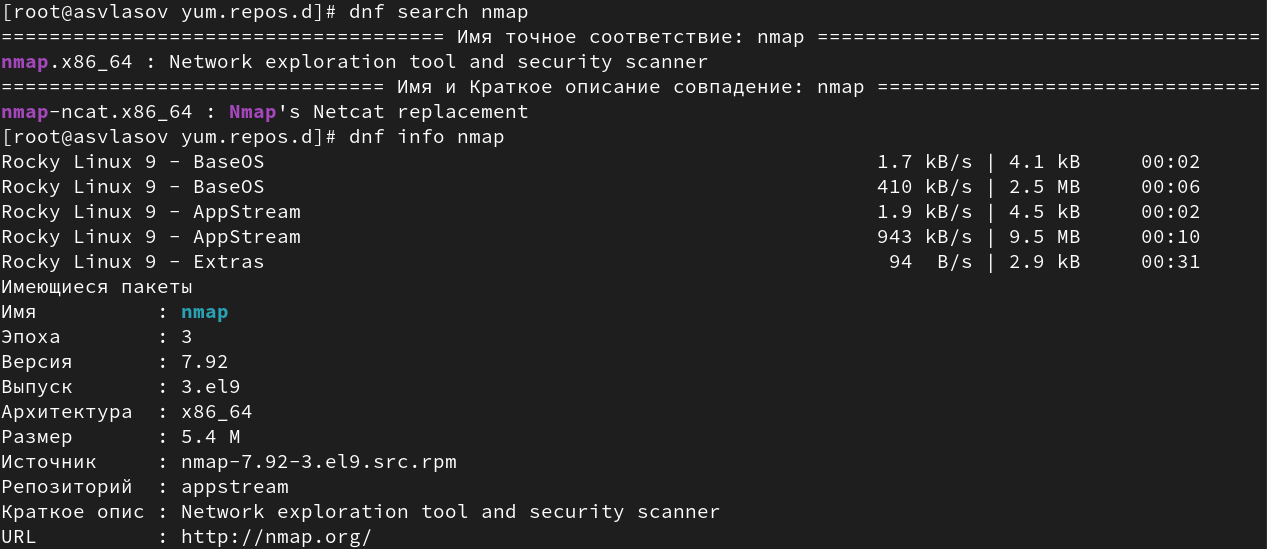 [root@asvlasov yum.repos.d]# dnf search nmap
===================================== Имя точное соответствие: nmap =====================================
nmap.x86_64 : Network exploration tool and security scanner
================================ Имя и Краткое описание совпадение: nmap ================================
nmap-ncat.x86_64 : Nmap's Netcat replacement
[root@asvlasov yum.repos.d]# dnf info nmap
Rocky Linux 9 - BaseOS                                                   1.7 kB/s | 4.1 kB     00:02
Rocky Linux 9 - BaseOS                                                   410 kB/s | 2.5 MB     00:06
Rocky Linux 9 - AppStream                                                1.9 kB/s | 4.5 kB     00:02
Rocky Linux 9 - AppStream                                                943 kB/s | 9.5 MB     00:10
Rocky Linux 9 - Extras                                                    94  B/s | 2.9 kB     00:31
Имеющиеся пакеты
Имя          : nmap
Эпоха        : 3
Версия       : 7.92
Выпуск       : 3.el9
Архитектура  : x86_64
Размер       : 5.4 M
Источник     : nmap-7.92-3.el9.src.rpm
Репозиторий  : appstream
Краткое опис : Network exploration tool and security scanner
URL          : http://nmap.org/